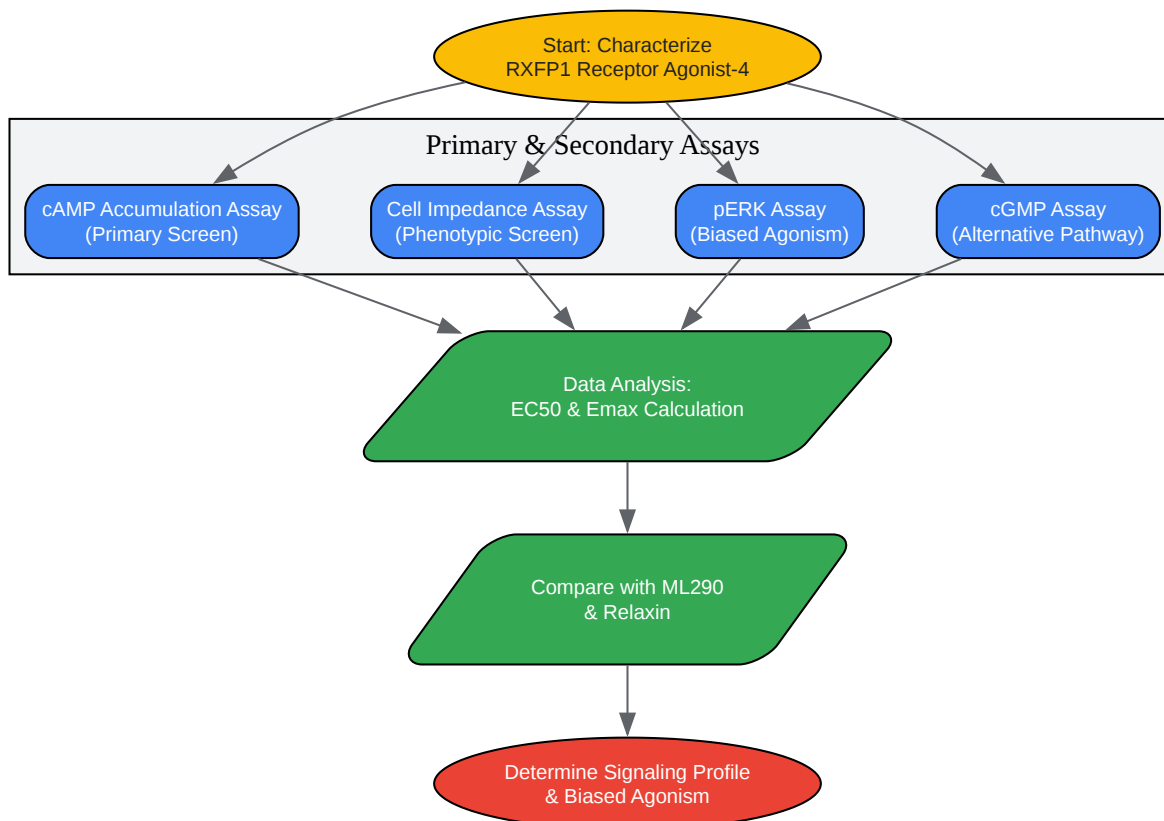 Start: Characterize
RXFP1 Receptor Agonist-4
Primary & Secondary Assays
cAMP Accumulation Assay
(Primary Screen)
Cell Impedance Assay
(Phenotypic Screen)
pERK Assay
(Biased Agonism)
cGMP Assay
(Alternative Pathway)
Data Analysis:
EC50 & Emax Calculation
Compare with ML290
& Relaxin
Determine Signaling Profile
& Biased Agonism